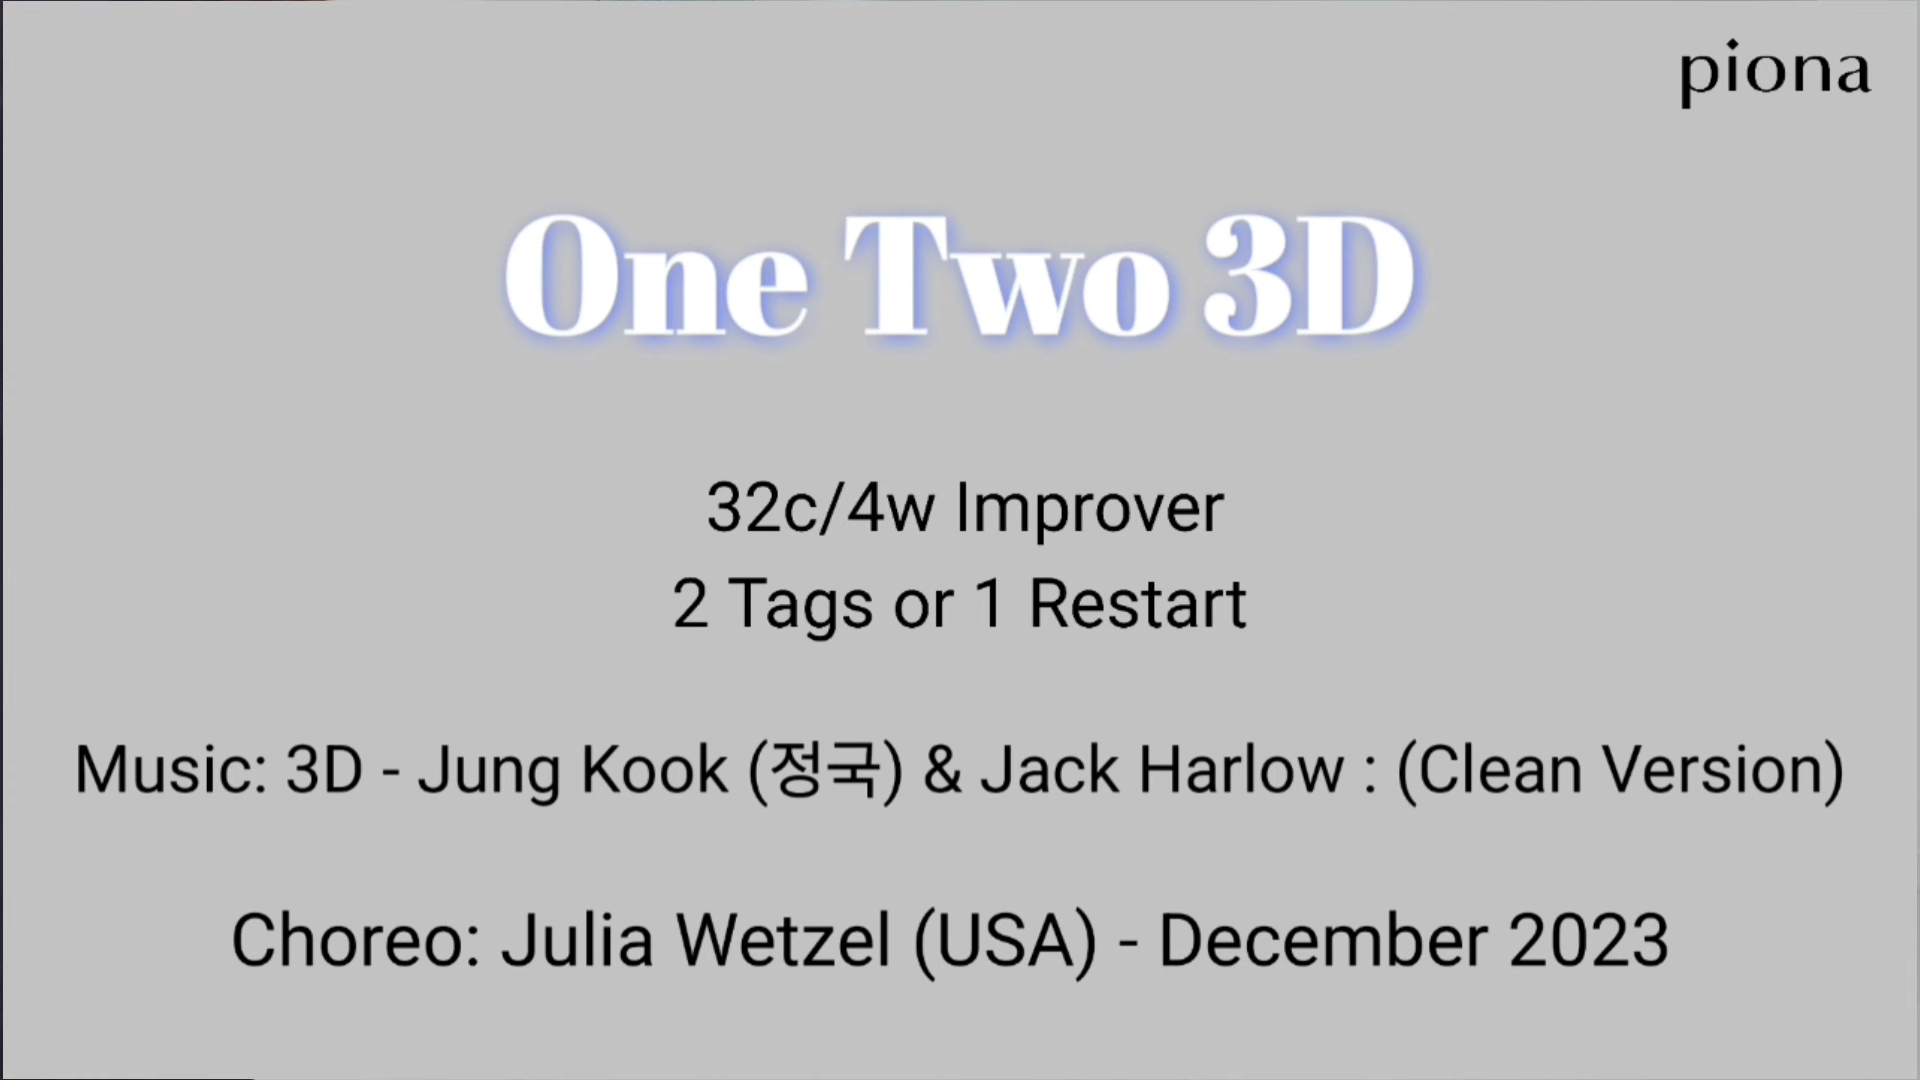 piona
One Two 3D
32c/4w Improver
2 Tags or 1 Restart
Music: 3D - Jung Kook (정국) & Jack Harlow : (Clean Version)
Choreo: Julia Wetzel (USA) - December 2023